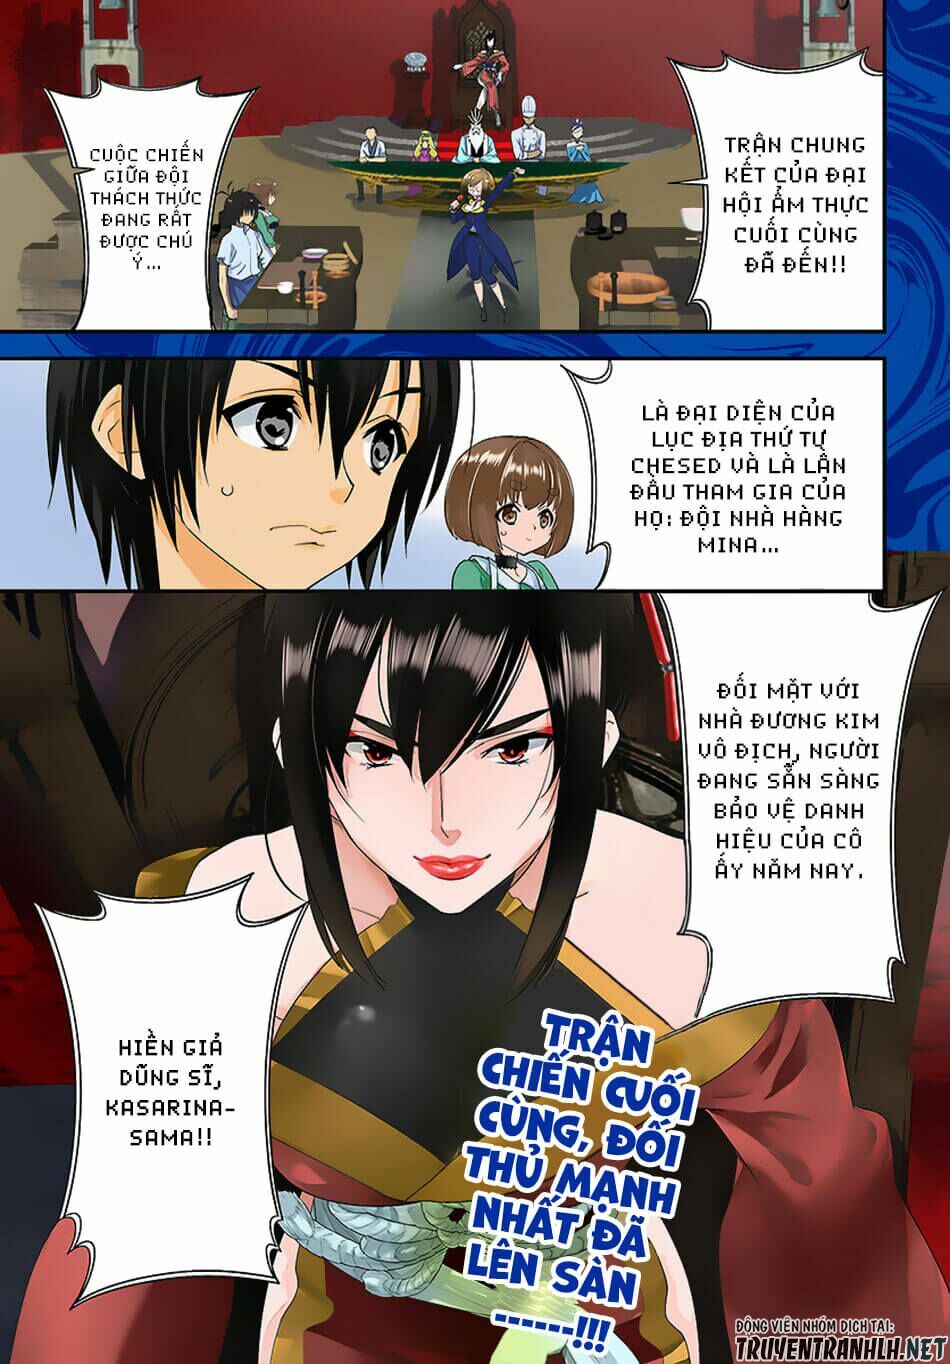 TRẬN CHUNG
KẾT CỦA ĐẠI
HỘI ẨM THỰC
CUỐI CÙNG
ĐÃ ĐẾN!!
CUỘC CHIẾN
GIỮA ĐỘI
THÁCH THỨC
ĐANG RẤT
ĐƯỢC CHÚ
Ý...
LÀ ĐẠI DIỆN CỦA
LỤC ĐỊA THỨ TƯ
CHESED VÀ LÀ LẦN
ĐẦU THAM GIA CỦA
HỌ: ĐỘI NHÀ HÀNG
MINA...
ĐỐI MẶT VỚI
NHÀ ĐƯƠNG KIM
VÔ ĐỊCH, NGƯỜI
ĐANG SẴN SÀNG
BẢO VỆ DANH
HIỆU CỦA CÔ
ẤY NĂM NAY.
HIỀN GIẢ
DŨNG SĨ,
KASARINA-
SAMA!!
TRẬN
CHIẾN CUỐI
CÙNG, ĐỐI
THỦ MẠNH
NHẤT ĐÃ
LÊN SÀN
------!!!
ĐỘNG VIÊN NHÓM DỊCH TẠI:
TRUYENTRANHLH.NET